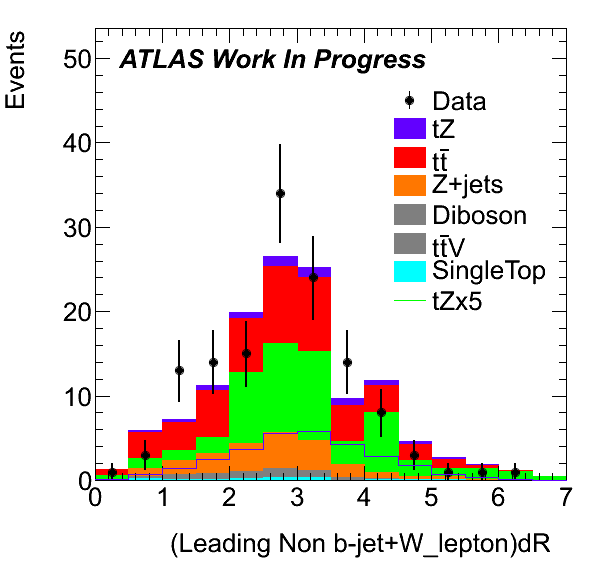 Events
50
40
30
20
10
0
ATLAS Work In Progress
Data
tZ
tt̄
Z+jets
Diboson
tt̄V
SingleTop
tZx5
0 1 2 3 4 5 6 7
(Leading Non b-jet+W_lepton)dR